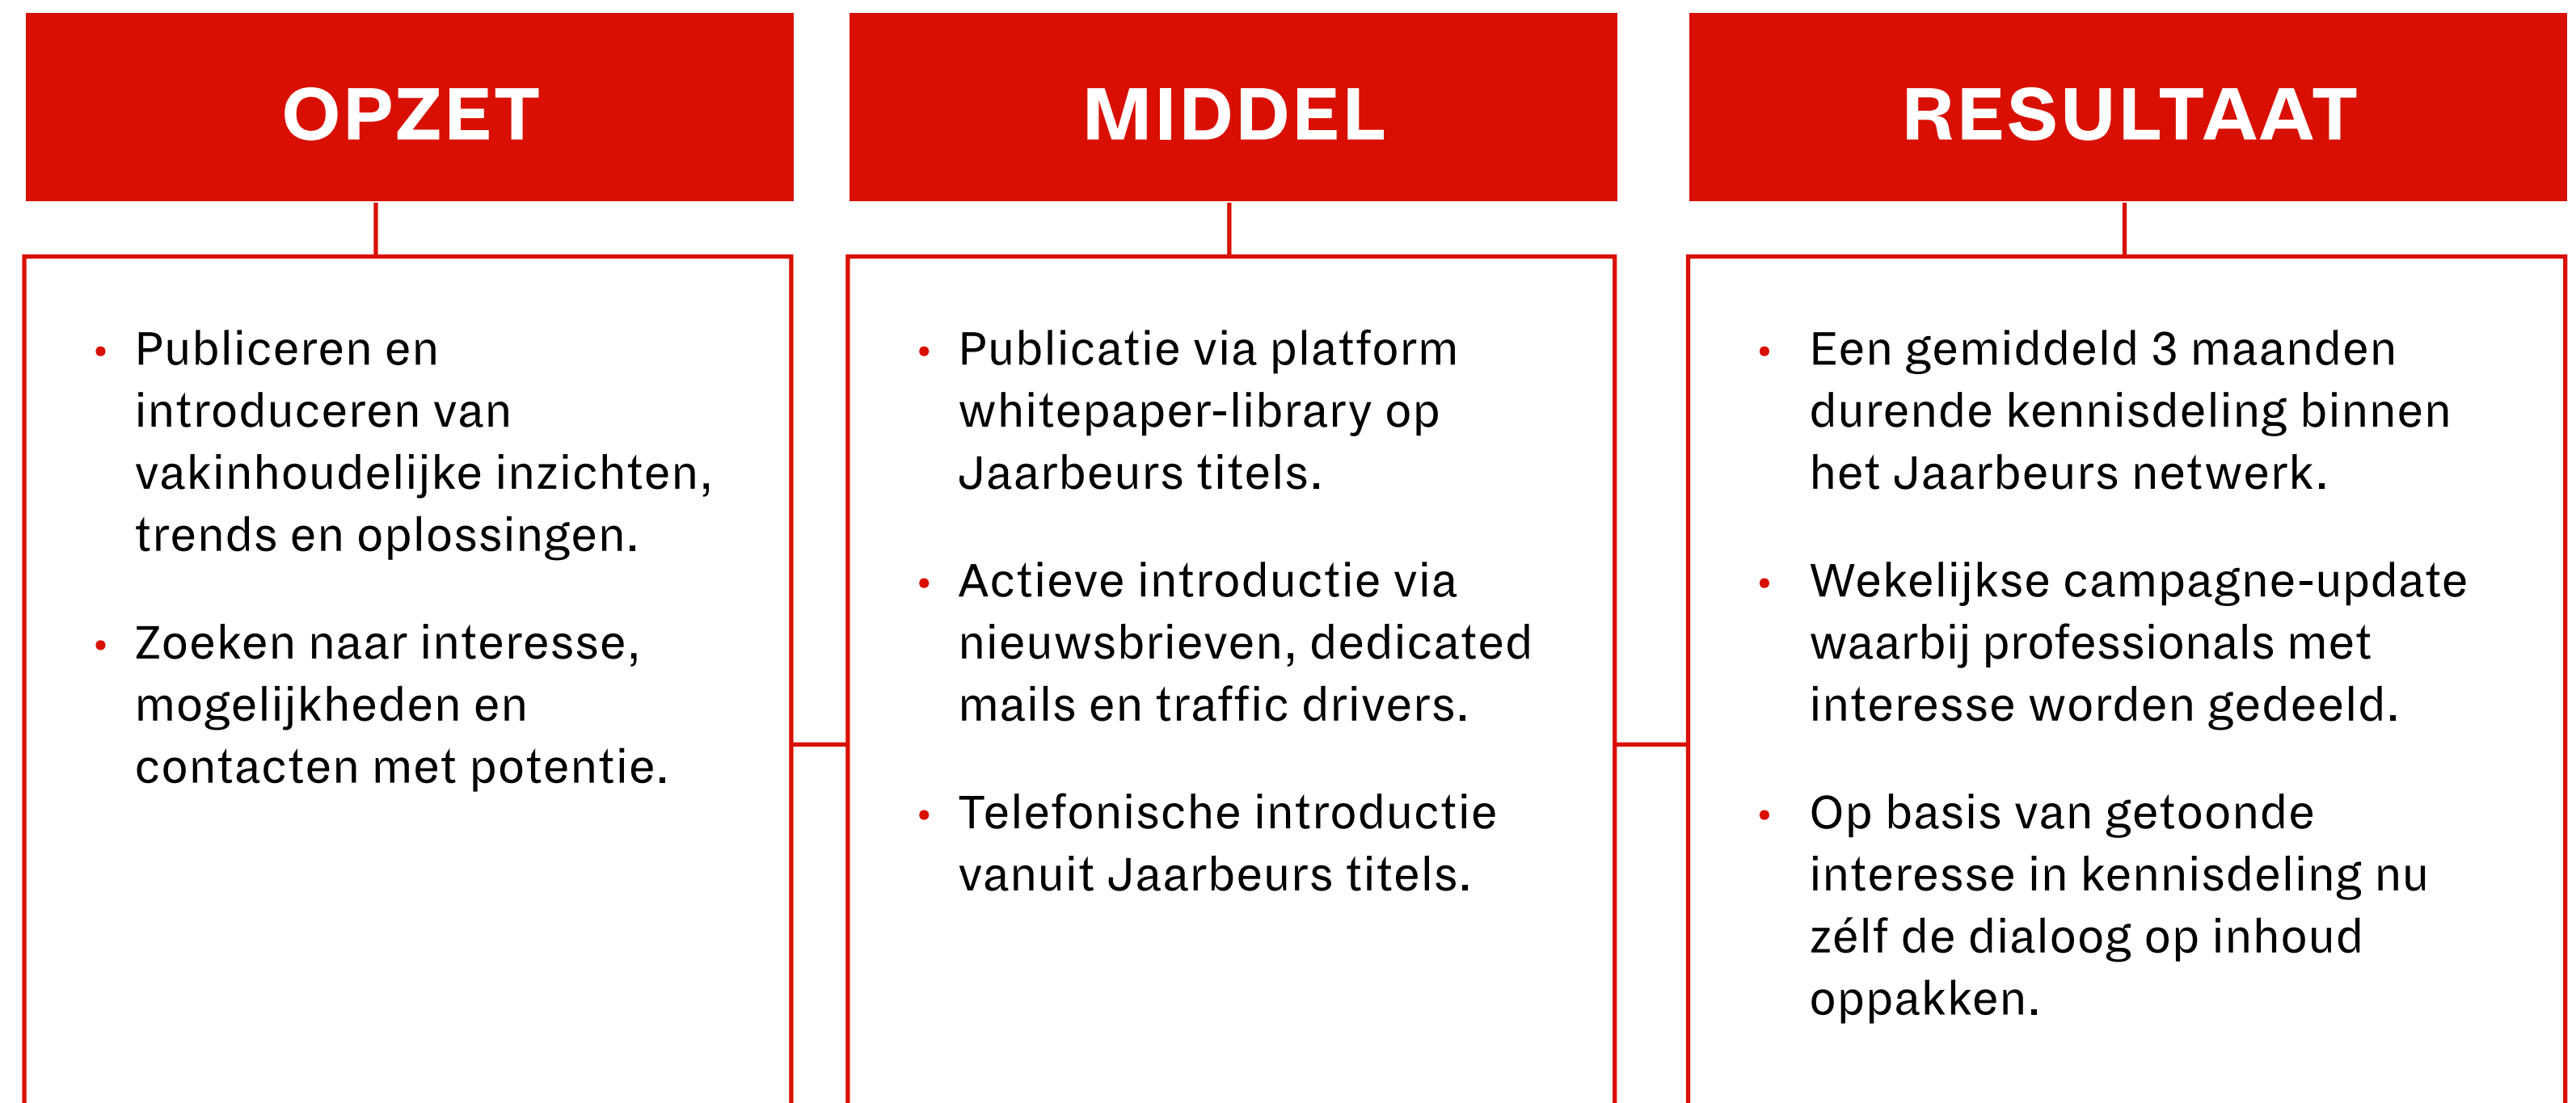 OPZET
• Publiceren en
introduceren van
vakinhoudelijke inzichten,
trends en oplossingen.
• Zoeken naar interesse,
mogelijkheden en
contacten met potentie.
MIDDEL
• Publicatie via platform
whitepaper-library op
Jaarbeurs titels.
• Actieve introductie via
nieuwsbrieven, dedicated
mails en traffic drivers.
• Telefonische introductie
vanuit Jaarbeurs titels.
RESULTAAT
• Een gemiddeld 3 maanden
durende kennisdeling binnen
het Jaarbeurs netwerk.
• Wekelijkse campagne-update
waarbij professionals met
interesse worden gedeeld.
• Op basis van getoonde
interesse in kennisdeling nu
zélf de dialoog op inhoud
oppakken.